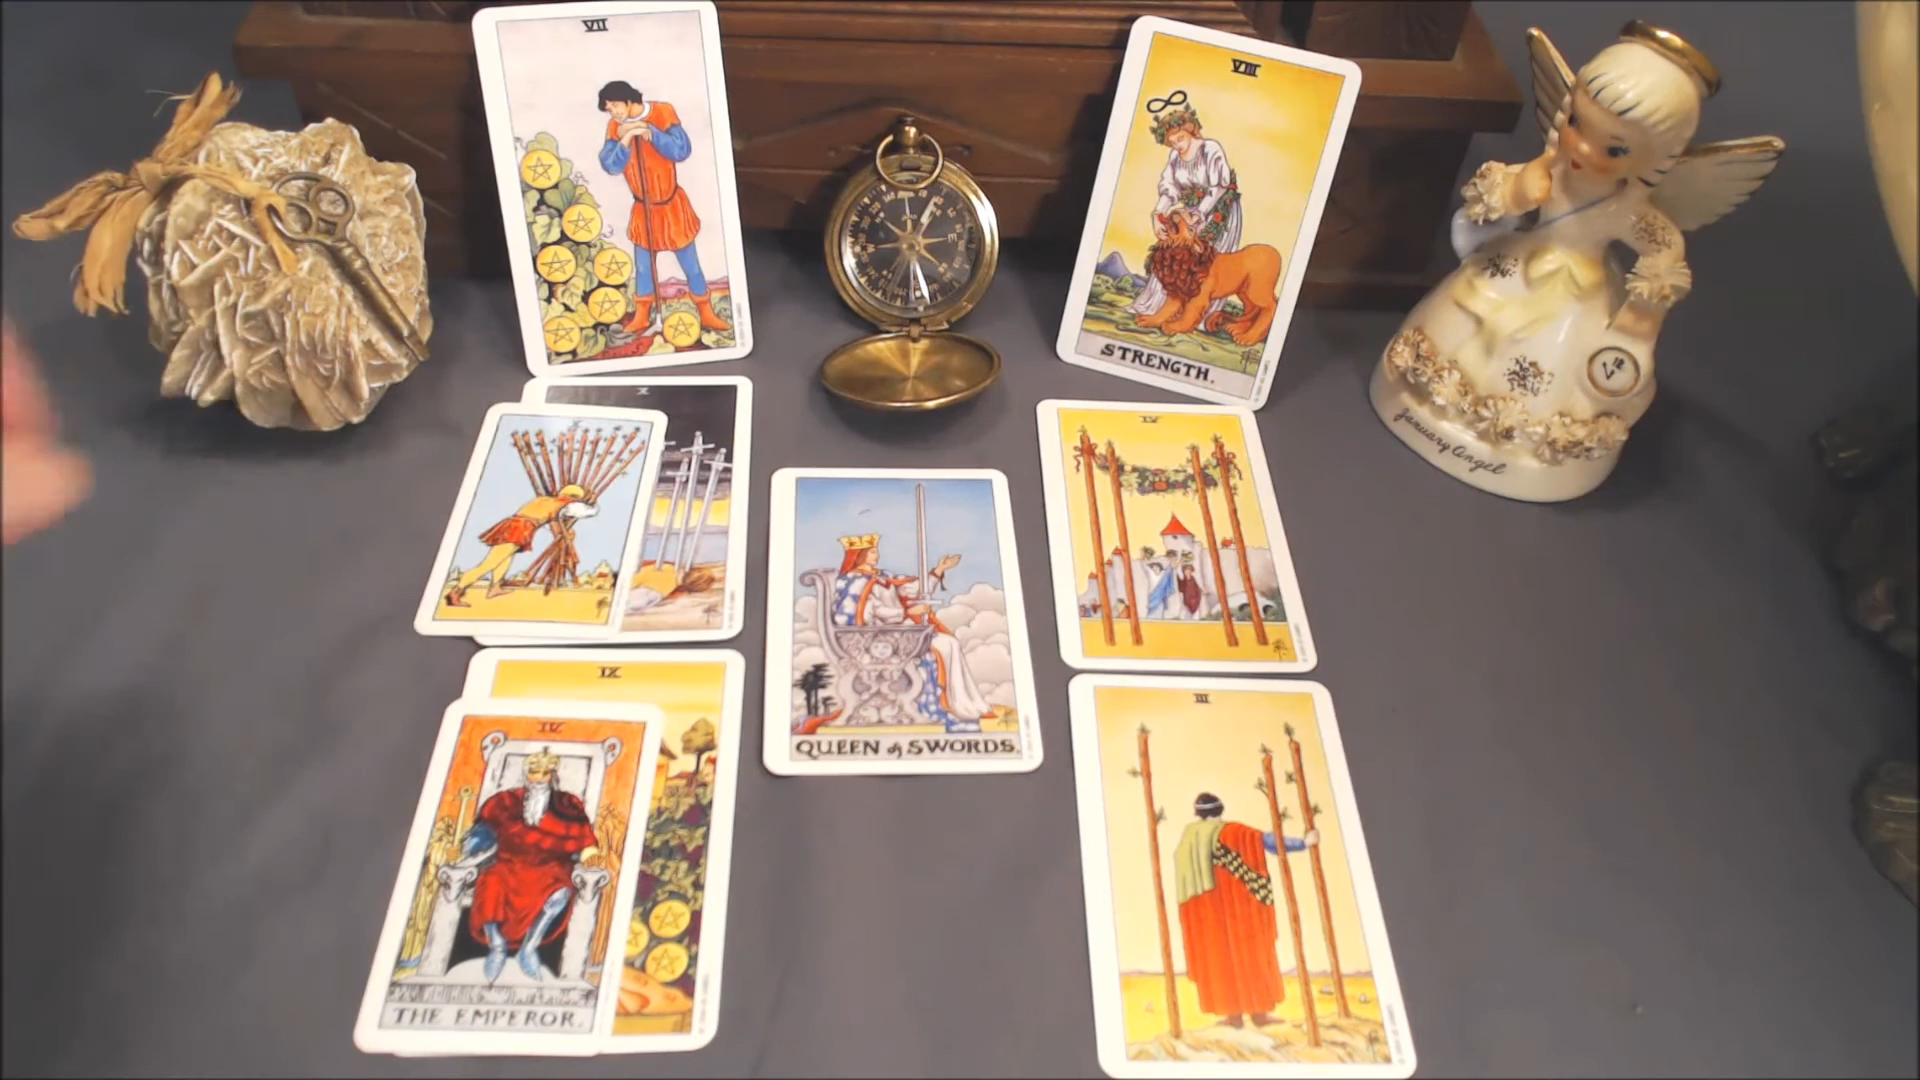 VII
VIII
STRENGTH.
January Angel
X
X
IV
QUEEN of SWORDS.
IX
IV
THE EMPEROR.
III